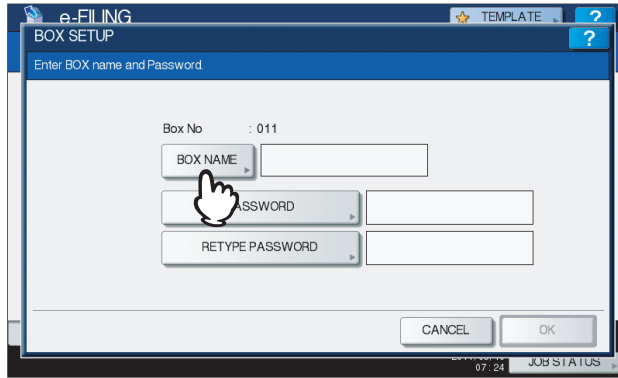 e-FILING
TEMPLATE
?
BOX SETUP
?
Enter BOX name and Password.
Box No : 011
BOX NAME
ASSWORD
RETYPE PASSWORD
CANCEL
OK
07:24
JOB STATUS